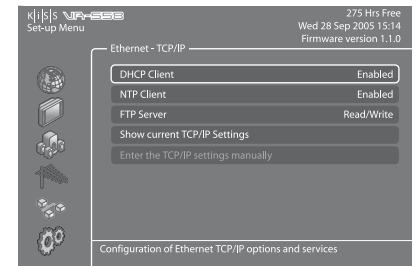 KISS VR-558
275 Hrs Free
Set-up Menu
Wed 28 Sep 2005 15:14
Firmware version 1.1.0
Ethernet - TCP/IP
DHCP Client Enabled
NTP Client Enabled
FTP Server Read/Write
Show current TCP/IP Settings
Enter the TCP/IP settings manually
Configuration of Ethernet TCP/IP options and services